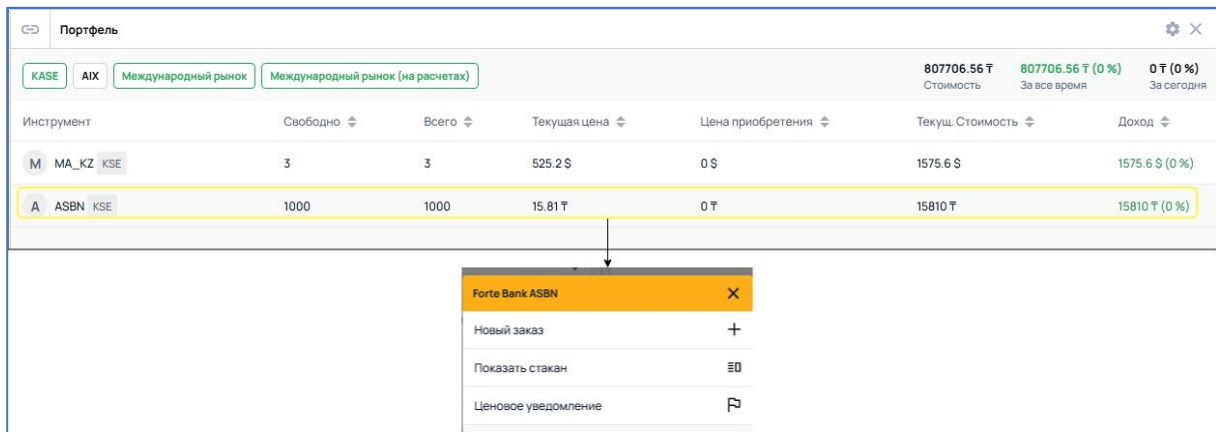 Портфель
KASE AIX Международный рынок Международный рынок (на расчетах) 807706.56 ₸ 807706.56 ₸ (0 %) 0 ₸ (0 %)
Стоимость За все время За сегодня
Инструмент Свободно Всего Текущая цена Цена приобретения Текущ. Стоимость Доход
M MA_KZ KSE 3 3 525.2 $ 0 $ 1575.6 $ 1575.6 $ (0 %)
A ASBN KSE 1000 1000 15.81 ₸ 0 ₸ 15810 ₸ 15810 ₸ (0 %)
Forte Bank ASBN
Новый заказ
Показать стакан
Ценовое уведомление